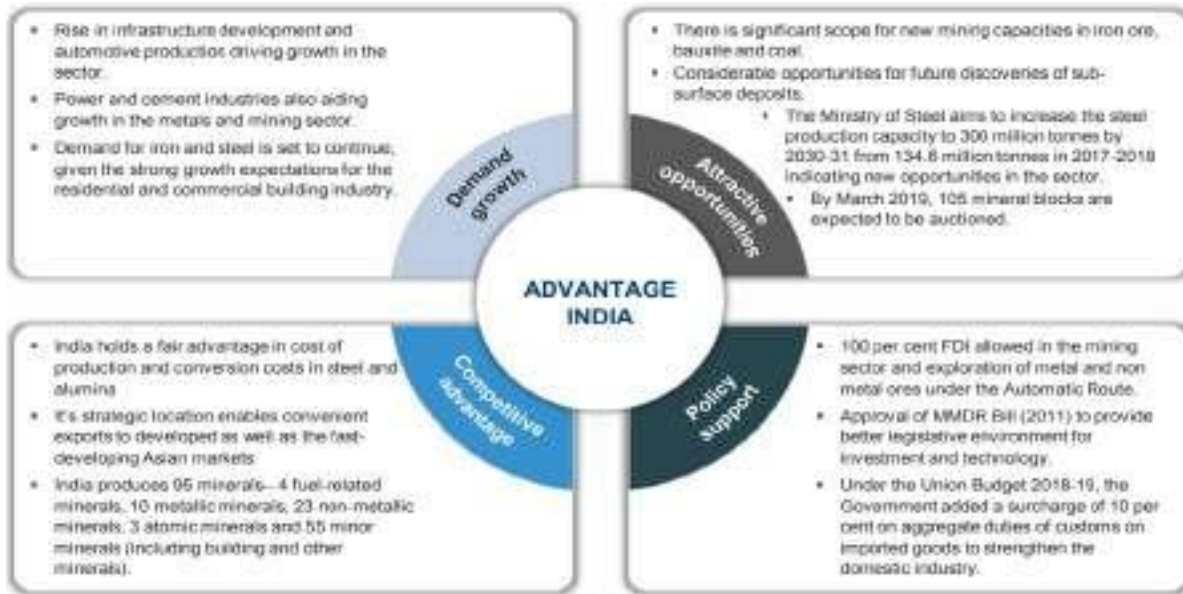 • Rise in infrastructure development and
automotive production driving growth in the
sector.
• Power and cement industries also aiding
growth in the metals and mining sector.
• Demand for iron and steel is set to continue,
given the strong growth expectations for the
residential and commercial building industry.
Demand
growth
• There is significant scope for new mining capacities in iron ore,
bauxite and coal.
• Considerable opportunities for future discoveries of sub-
surface deposits.
• The Ministry of Steel aims to increase the steel
production capacity to 300 million tonnes by
2030-31 from 134.6 million tonnes in 2017-2018
indicating new opportunities in the sector.
• By March 2019, 105 mineral blocks are
expected to be auctioned.
Attractive
opportunities
ADVANTAGE
INDIA
• India holds a fair advantage in cost of
production and conversion costs in steel and
alumina
• It's strategic location enables convenient
exports to developed as well as the fast-
developing Asian markets
• India produces 95 minerals– 4 fuel-related
minerals, 10 metallic minerals, 23 non-metallic
minerals, 3 atomic minerals and 55 minor
minerals (including building and other
minerals).
Competitive
advantage
• 100 per cent FDI allowed in the mining
sector and exploration of metal and non
metal ores under the Automatic Route.
• Approval of MMDR Bill (2011) to provide
better legislative environment for
investment and technology.
• Under the Union Budget 2018-19, the
Government added a surcharge of 10 per
cent on aggregate duties of customs on
imported goods to strengthen the
domestic industry.
Policy
support